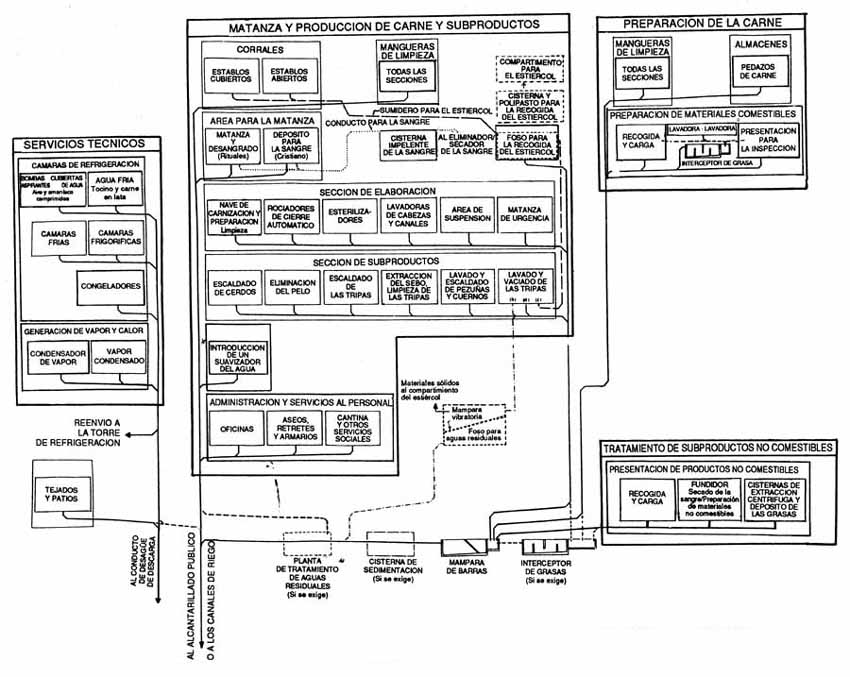 MATANZA Y PRODUCCION DE CARNE Y SUBPRODUCTOS
CORRALES
ESTABLOS
CUBIERTOS
ESTABLOS
ABIERTOS
MANGUERAS
DE LIMPIEZA
TODAS LAS
SECCIONES
COMPARTIMENTO
PARA
EL ESTIERCOL
CISTERNA Y
POLIPASTO PARA
LA RECOGIDA
DEL ESTIERCOL
SUMIDERO PARA EL ESTIERCOL
CONDUCTO PARA LA SANGRE
AREA PARA LA MATANZA
MATANZA
Y
DESANGRADO
(Rituales)
DEPOSITO
PARA
LA SANGRE
(Cristiano)
CISTERNA
IMPELENTE
DE LA SANGRE
AL ELIMINADOR/
SECADOR
DE LA SANGRE
FOSO PARA
LA RECOGIDA
DEL ESTIERCOL
SECCION DE ELABORACION
NAVE DE
CARNIZACION Y
PREPARACION
Limpieza
ROCIADORES
DE CIERRE
AUTOMATICO
ESTERILIZA-
DORES
LAVADORAS
DE CABEZAS
Y CANALES
AREA DE
SUSPENSION
MATANZA
DE URGENCIA
SECCION DE SUBPRODUCTOS
ESCALDADO
DE CERDOS
ELIMINACION
DEL PELO
ESCALDADO
DE
LAS TRIPAS
EXTRACCION
DEL SEBO,
LIMPIEZA DE
LAS TRIPAS
LAVADO Y
ESCALDADO
DE PEZUÑAS
Y CUERNOS
LAVADO Y
VACIADO DE
LAS TRIPAS
INTRODUCCION
DE UN
SUAVIZADOR
DEL AGUA
ADMINISTRACION Y SERVICIOS AL PERSONAL
OFICINAS
ASEOS,
RETRETES
Y ARMARIOS
CANTINA
Y OTROS
SERVICIOS
SOCIALES
PREPARACION DE LA CARNE
MANGUERAS
DE LIMPIEZA
TODAS LAS
SECCIONES
ALMACENES
PEDAZOS
DE CARNE
PREPARACION DE MATERIALES COMESTIBLES
RECOGIDA
Y CARGA
LAVADORA - LAVADORA
INTERCEPTOR DE GRASA
PRESENTACION
PARA
LA INSPECCION
SERVICIOS TECNICOS
CAMARAS DE REFRIGERACION
BOMBAS CUBIERTAS
ASPIRANTES DE AGUA
Aire y amoníaco
comprimidos
AGUA FRIA
Tocino y carne
en lata
CAMARAS
FRIAS
CAMARAS
FRIGORIFICAS
CONGELADORES
GENERACION DE VAPOR Y CALOR
CONDENSADOR
DE VAPOR
VAPOR
CONDENSADO
REENVIO A
LA TORRE
DE REFRIGERACION
TEJADOS
Y PATIOS
AL CONDUCTO
DE DESAGÜE
DE DESCARGA
AL ALCANTARILLADO PUBLICO
O A LOS CANALES DE RIEGO
Materiales sólidos
al compartimento
del estiércol
Mampara
vibratoria
Foso para
aguas residuales
TRATAMIENTO DE SUBPRODUCTOS NO COMESTIBLES
PRESENTACION DE PRODUCTOS NO COMESTIBLES
RECOGIDA
Y CARGA
FUNDIDOR
Secado de la
sangre/Preparación
de materiales
no comestibles
CISTERNAS DE
EXTRACCION
CENTRIFUGA Y
DEPOSITO DE
LAS GRASAS
PLANTA
DE TRATAMIENTO
DE AGUAS
RESIDUALES
(Si se exige)
CISTERNA DE
SEDIMENTACION
(Si se exige)
MAMPARA
DE BARRAS
INTERCEPTOR
DE GRASAS
(Si se exige)